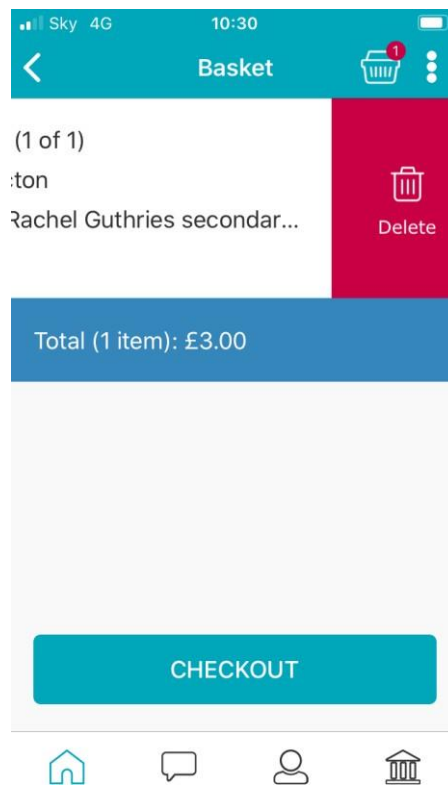 Sky 4G 10:30
Basket 1
(1 of 1)
ton
Rachel Guthries secondar...
Delete
Total (1 item): £3.00
CHECKOUT